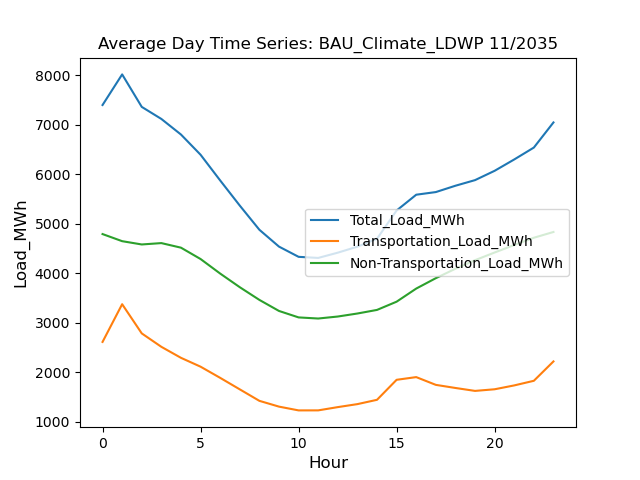 Average Day Time Series: BAU_Climate_LDWP 11/2035
Load_MWh
8000
7000
6000
5000
4000
3000
2000
1000
Total_Load_MWh
Transportation_Load_MWh
Non-Transportation_Load_MWh
0 5 10 15 20
Hour